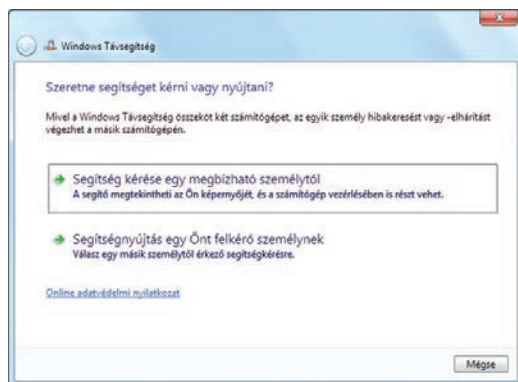 Windows Távsegítség
Szeretne segítséget kérni vagy nyújtani?
Mivel a Windows Távsegítség összeköt két számítógépet, az egyik személy hibakeresést vagy -elhárítást
végezhet a másik számítógépén.
Segítség kérése egy megbízható személytől
A segítő megtekintheti az Ön képernyőjét, és a számítógép vezérlésében is részt vehet.
Segítségnyújtás egy Önt felkérő személynek
Válasz egy másik személytől érkező segítségkérésre.
Online adatvédelmi nyilatkozat
Mégse